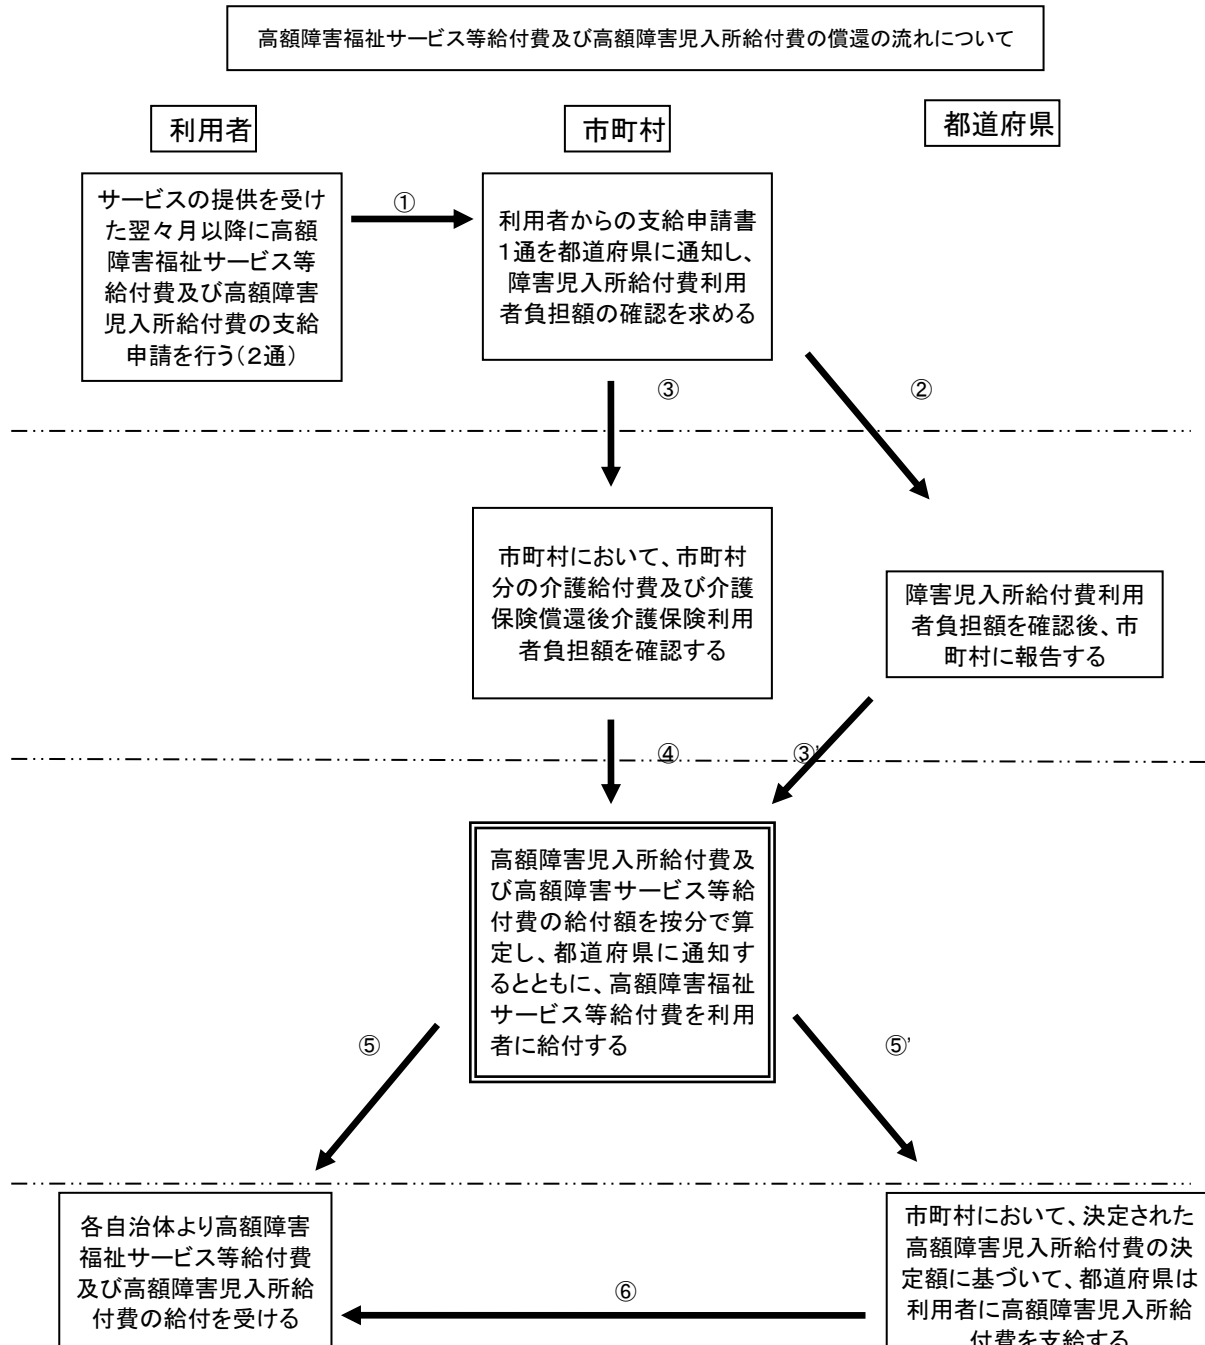 高額障害福祉サービス等給付費及び高額障害児入所給付費の償還の流れについて
利用者
市町村
都道府県
サービスの提供を受け
た翌々月以降に高額
障害福祉サービス等
給付費及び高額障害
児入所給付費の支給
申請を行う(2通)
①
利用者からの支給申請書
1通を都道府県に通知し、
障害児入所給付費利用
者負担額の確認を求める
③
②
市町村において、市町村
分の介護給付費及び介護
保険償還後介護保険利用
者負担額を確認する
障害児入所給付費利用
者負担額を確認後、市
町村に報告する
④
③'
高額障害児入所給付費及
び高額障害サービス等給
付費の給付額を按分で算
定し、都道府県に通知す
るとともに、高額障害福祉
サービス等給付費を利用
者に給付する
⑤
⑤'
各自治体より高額障害
福祉サービス等給付費
及び高額障害児入所給
付費の給付を受ける
⑥
市町村において、決定された
高額障害児入所給付費の決
定額に基づいて、都道府県は
利用者に高額障害児入所給
付費を支給する